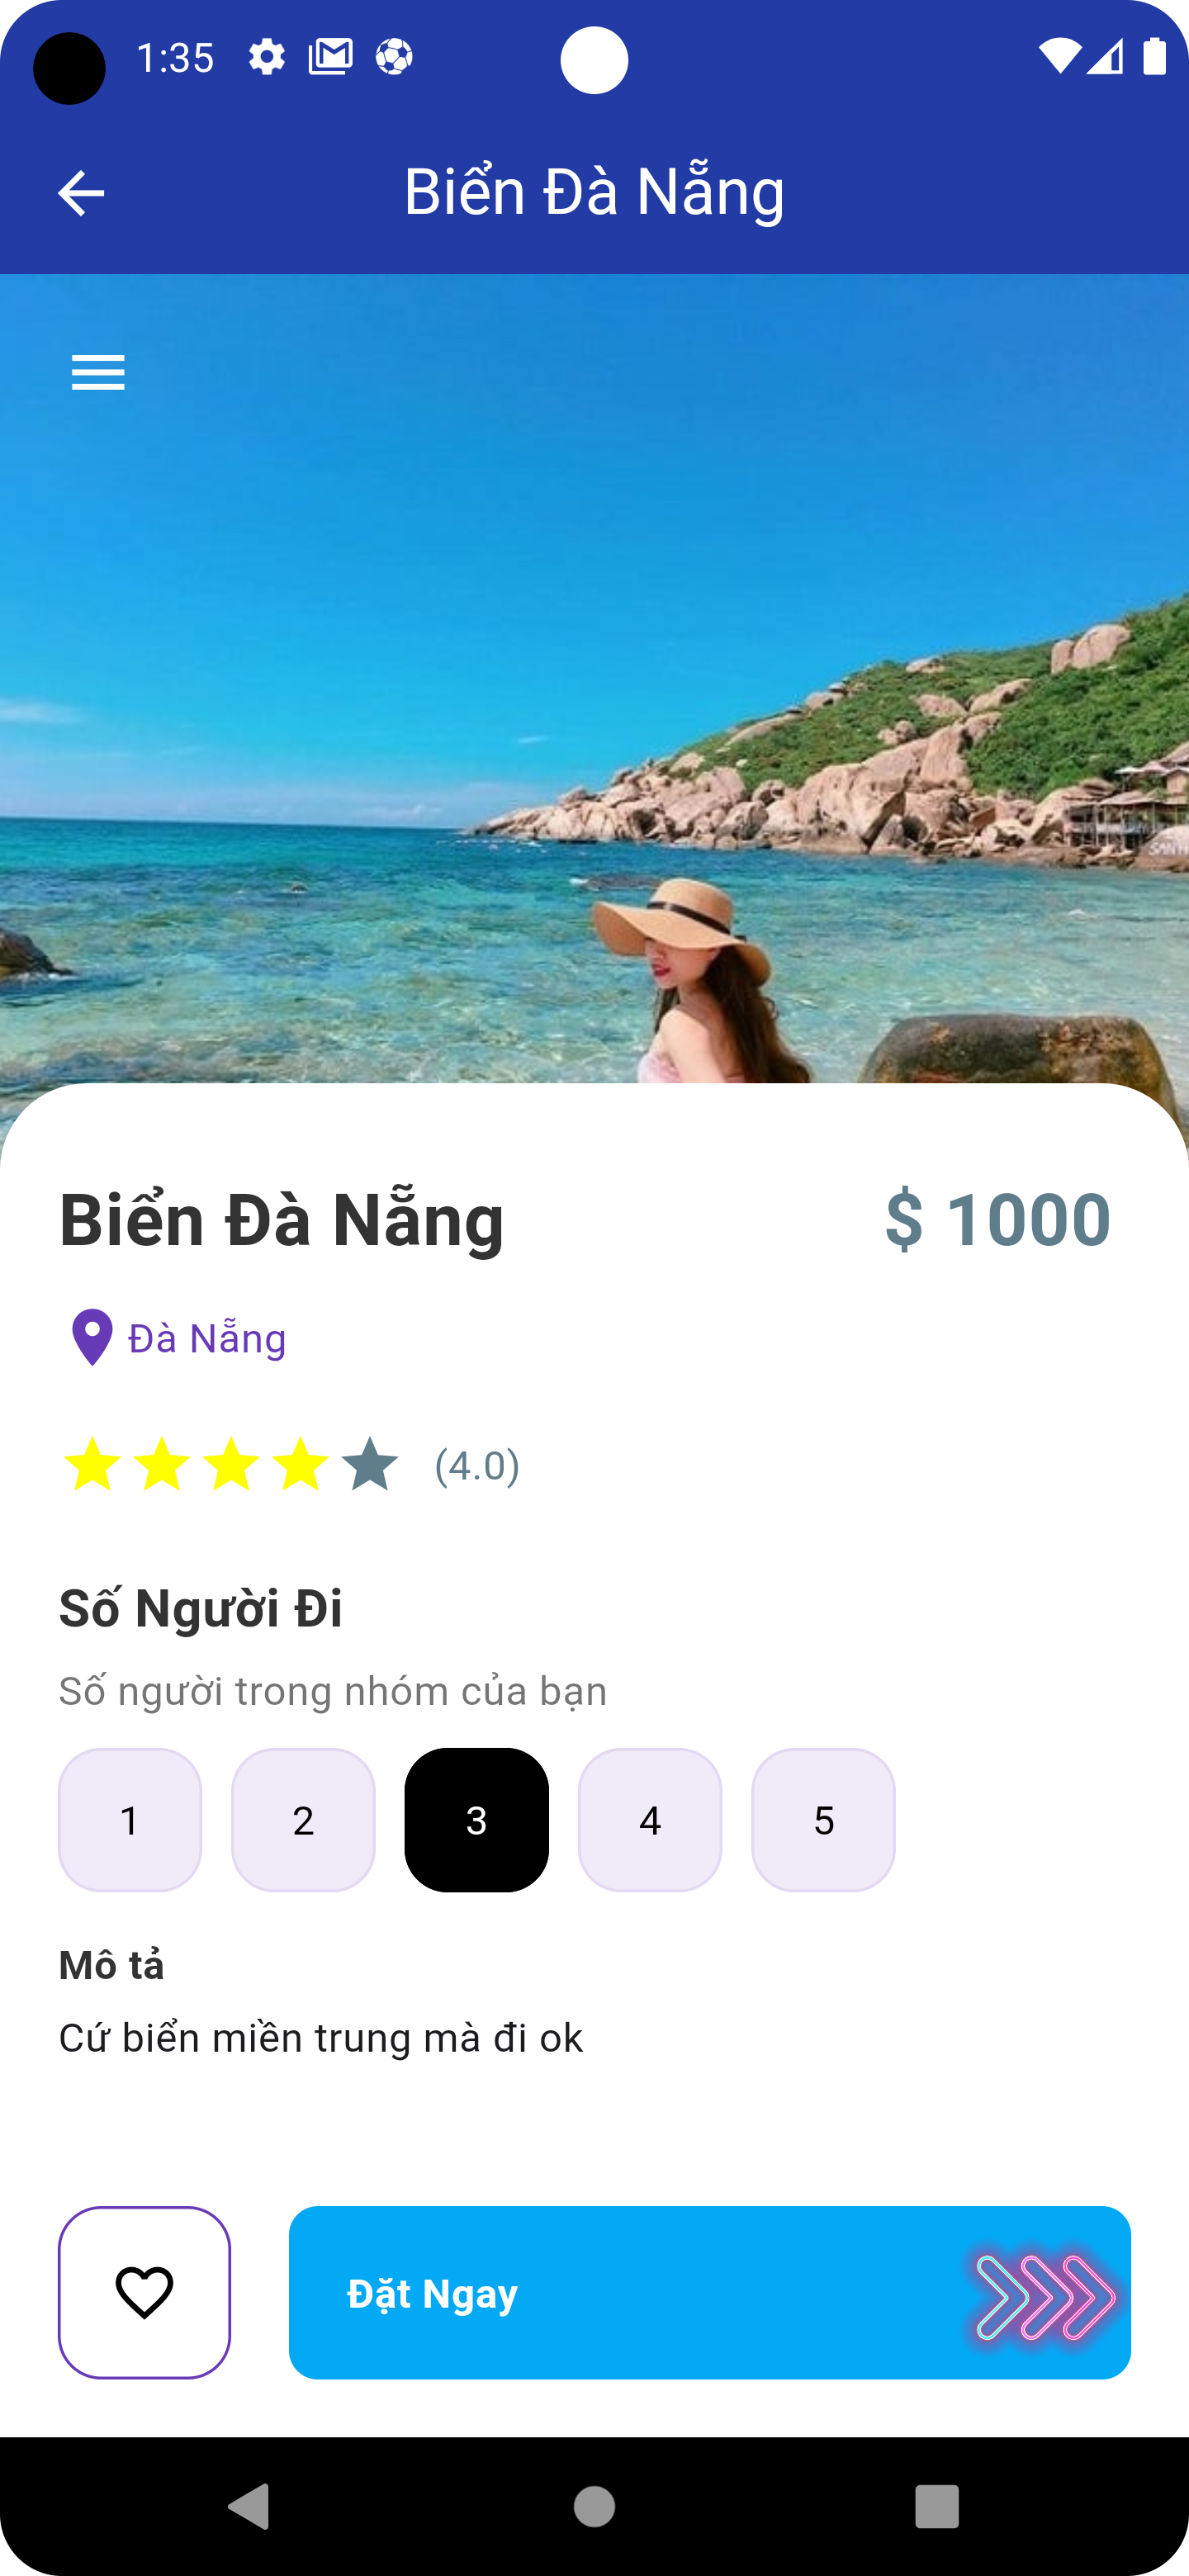 1:35
Biển Đà Nẵng
Biển Đà Nẵng
$ 1000
Đà Nẵng
(4.0)
Số Người Đi
Số người trong nhóm của bạn
1 2 3 4 5
Mô tả
Cứ biển miền trung mà đi ok
Đặt Ngay